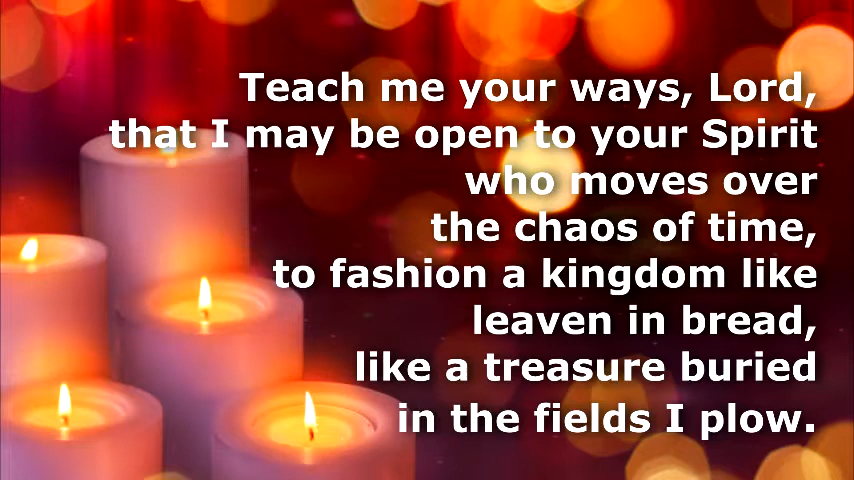 Teach me your ways, Lord,
that I may be open to your Spirit
who moves over
the chaos of time,
to fashion a kingdom like
leaven in bread,
like a treasure buried
in the fields I plow.